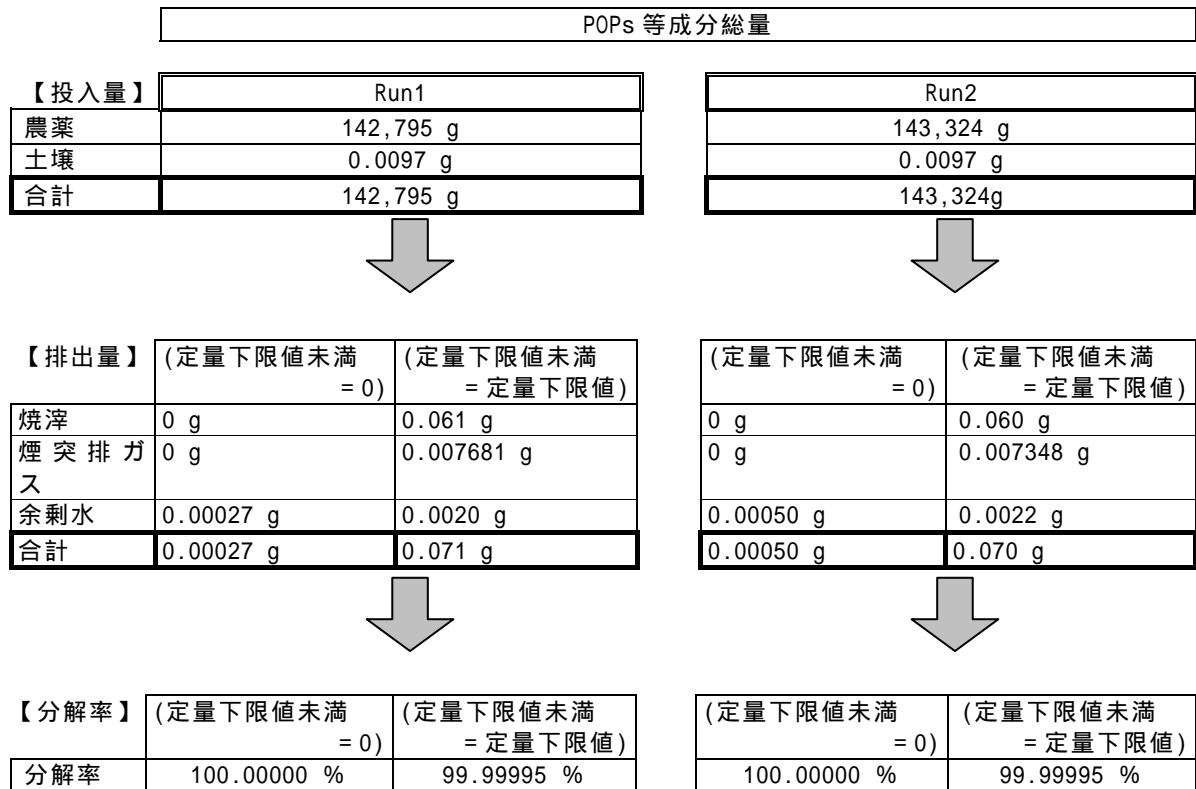 POPs 等成分総量
【投入量】 Run1 Run2
農薬 142,795 g 143,324 g
土壌 0.0097 g 0.0097 g
合計 142,795 g 143,324g
【排出量】 (定量下限値未満 (定量下限値未満 (定量下限値未満 (定量下限値未満
= 0) = 定量下限値) = 0) = 定量下限値)
焼滓 0 g 0.061 g 0 g 0.060 g
煙突排ガ 0 g 0.007681 g 0 g 0.007348 g
ス
余剰水 0.00027 g 0.0020 g 0.00050 g 0.0022 g
合計 0.00027 g 0.071 g 0.00050 g 0.070 g
【分解率】 (定量下限値未満 (定量下限値未満 (定量下限値未満 (定量下限値未満
= 0) = 定量下限値) = 0) = 定量下限値)
分解率 100.00000 % 99.99995 % 100.00000 % 99.99995 %